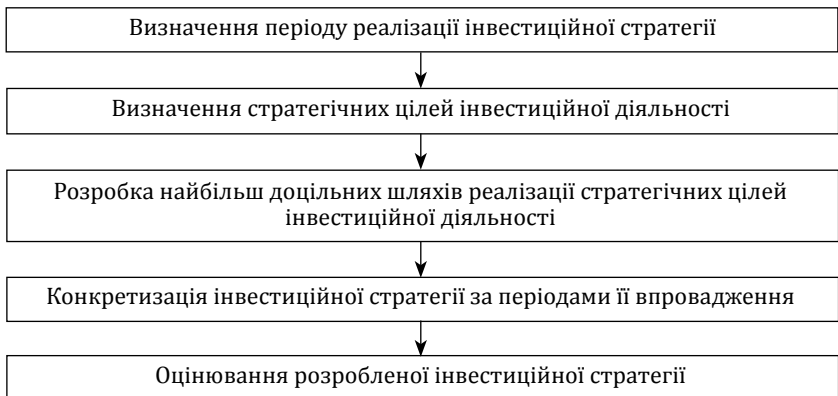 Визначення періоду реалізації інвестиційної стратегії
Визначення стратегічних цілей інвестиційної діяльності
Розробка найбільш доцільних шляхів реалізації стратегічних цілей
інвестиційної діяльності
Конкретизація інвестиційної стратегії за періодами її впровадження
Оцінювання розробленої інвестиційної стратегії